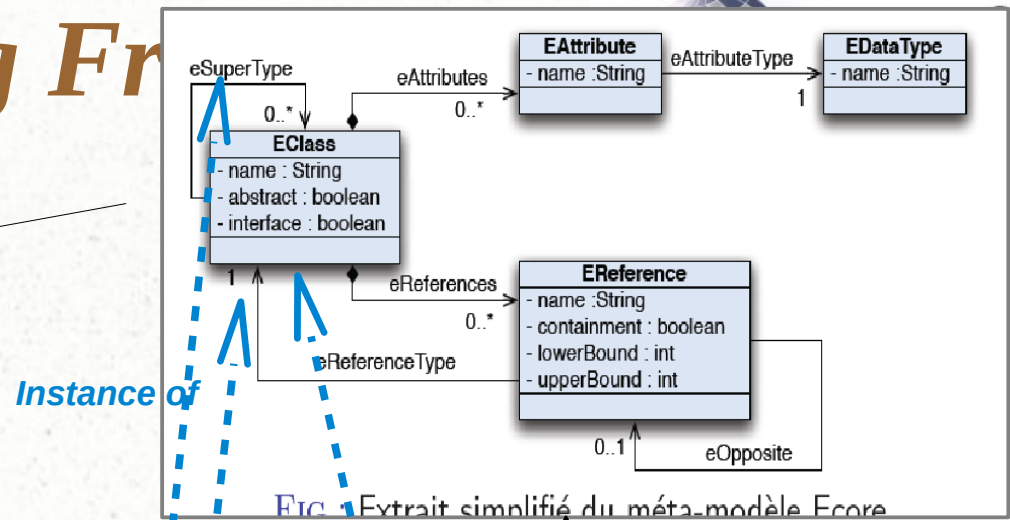 g Fr
eSuperType
0..*
EClass
- name : String
- abstract : boolean
- interface : boolean
1
eAttributes
0..*
EAttribute
- name :String
eAttributeType
1
EDataType
- name :String
eReferences
0..*
EReference
- name :String
- containment : boolean
- lowerBound : int
- upperBound : int
eReferenceType
0..1
eOpposite
Instance of
FIG : Extrait simplifié du méta-modèle Ecore